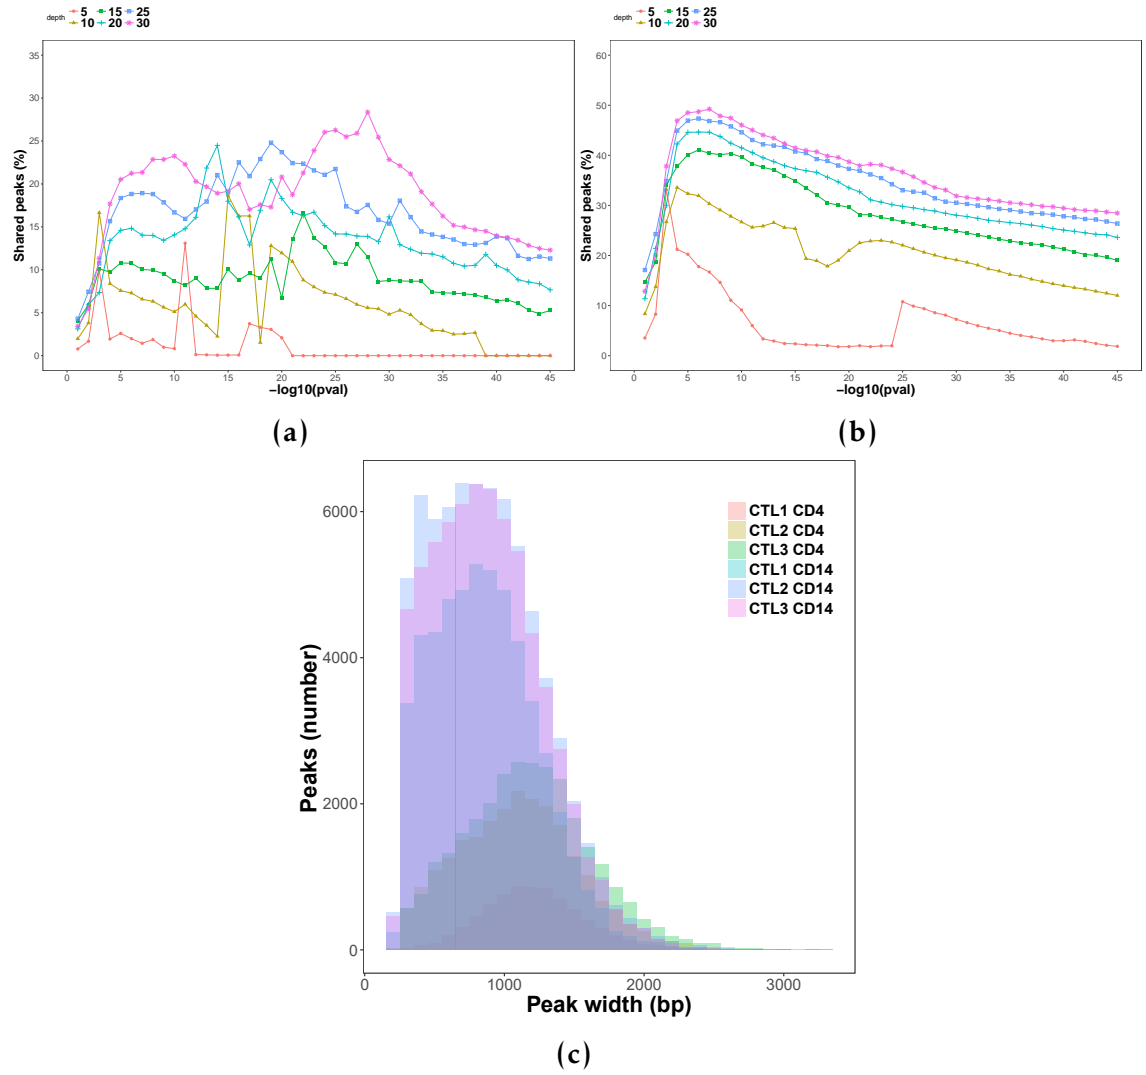 depth 5 15 25
10 20 30
Shared peaks (%)
35
30
25
20
15
10
5
0
0 5 10 15 20 25 30 35 40 45
−log10(pval)
(a)
depth 5 15 25
10 20 30
Shared peaks (%)
60
50
40
30
20
10
0
0 5 10 15 20 25 30 35 40 45
−log10(pval)
(b)
Peaks (number)
6000
4000
2000
0
CTL1 CD4
CTL2 CD4
CTL3 CD4
CTL1 CD14
CTL2 CD14
CTL3 CD14
0 1000 2000 3000
Peak width (bp)
(c)